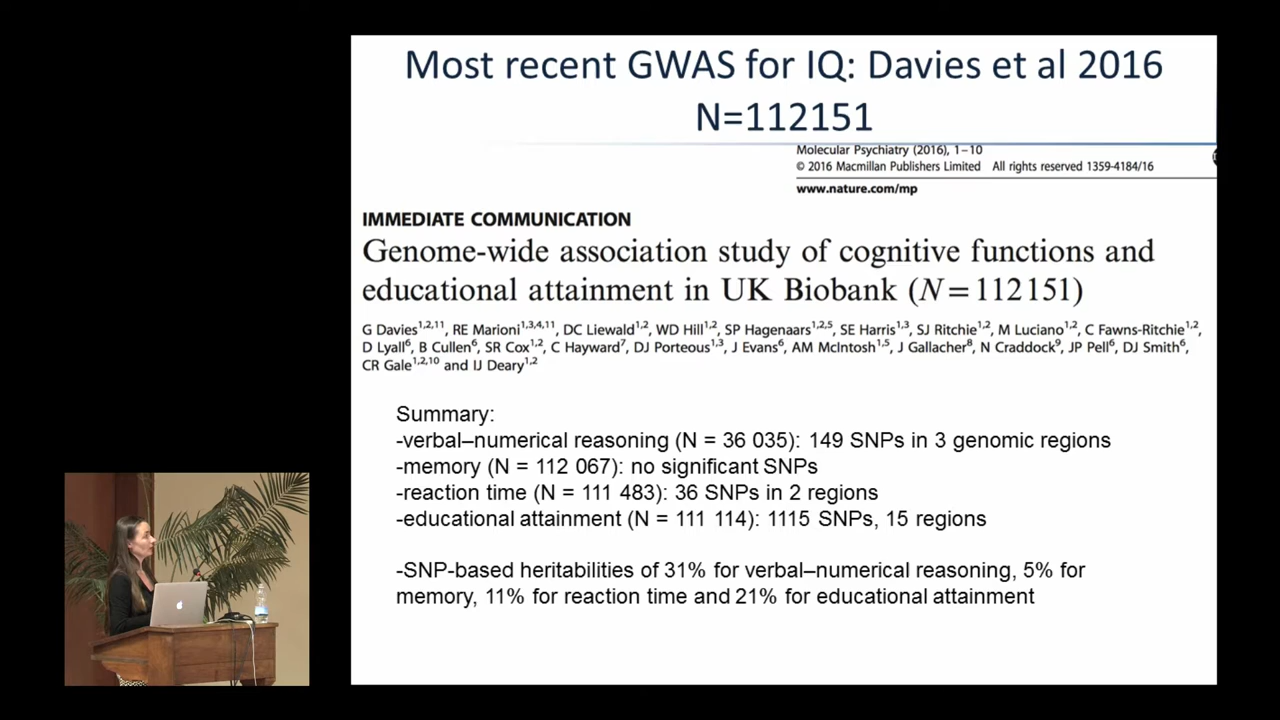 Most recent GWAS for IQ: Davies et al 2016
N=112151
Molecular Psychiatry (2016), 1–10
© 2016 Macmillan Publishers Limited   All rights reserved 1359-4184/16
www.nature.com/mp
IMMEDIATE COMMUNICATION
Genome-wide association study of cognitive functions and
educational attainment in UK Biobank (N=112 151)
G Davies1,2,11, RE Marioni1,3,4,11, DC Liewald1,2, WD Hill1,2, SP Hagenaars1,2,5, SE Harris1,3, SJ Ritchie1,2, M Luciano1,2, C Fawns-Ritchie1,2,
D Lyall6, B Cullen6, SR Cox1,2, C Hayward7, DJ Porteous1,3, J Evans6, AM McIntosh1,5, J Gallacher8, N Craddock9, JP Pell6, DJ Smith6,
CR Gale1,2,10 and IJ Deary1,2
Summary:
-verbal–numerical reasoning (N = 36 035): 149 SNPs in 3 genomic regions
-memory (N = 112 067): no significant SNPs
-reaction time (N = 111 483): 36 SNPs in 2 regions
-educational attainment (N = 111 114): 1115 SNPs, 15 regions
-SNP-based heritabilities of 31% for verbal–numerical reasoning, 5% for
memory, 11% for reaction time and 21% for educational attainment